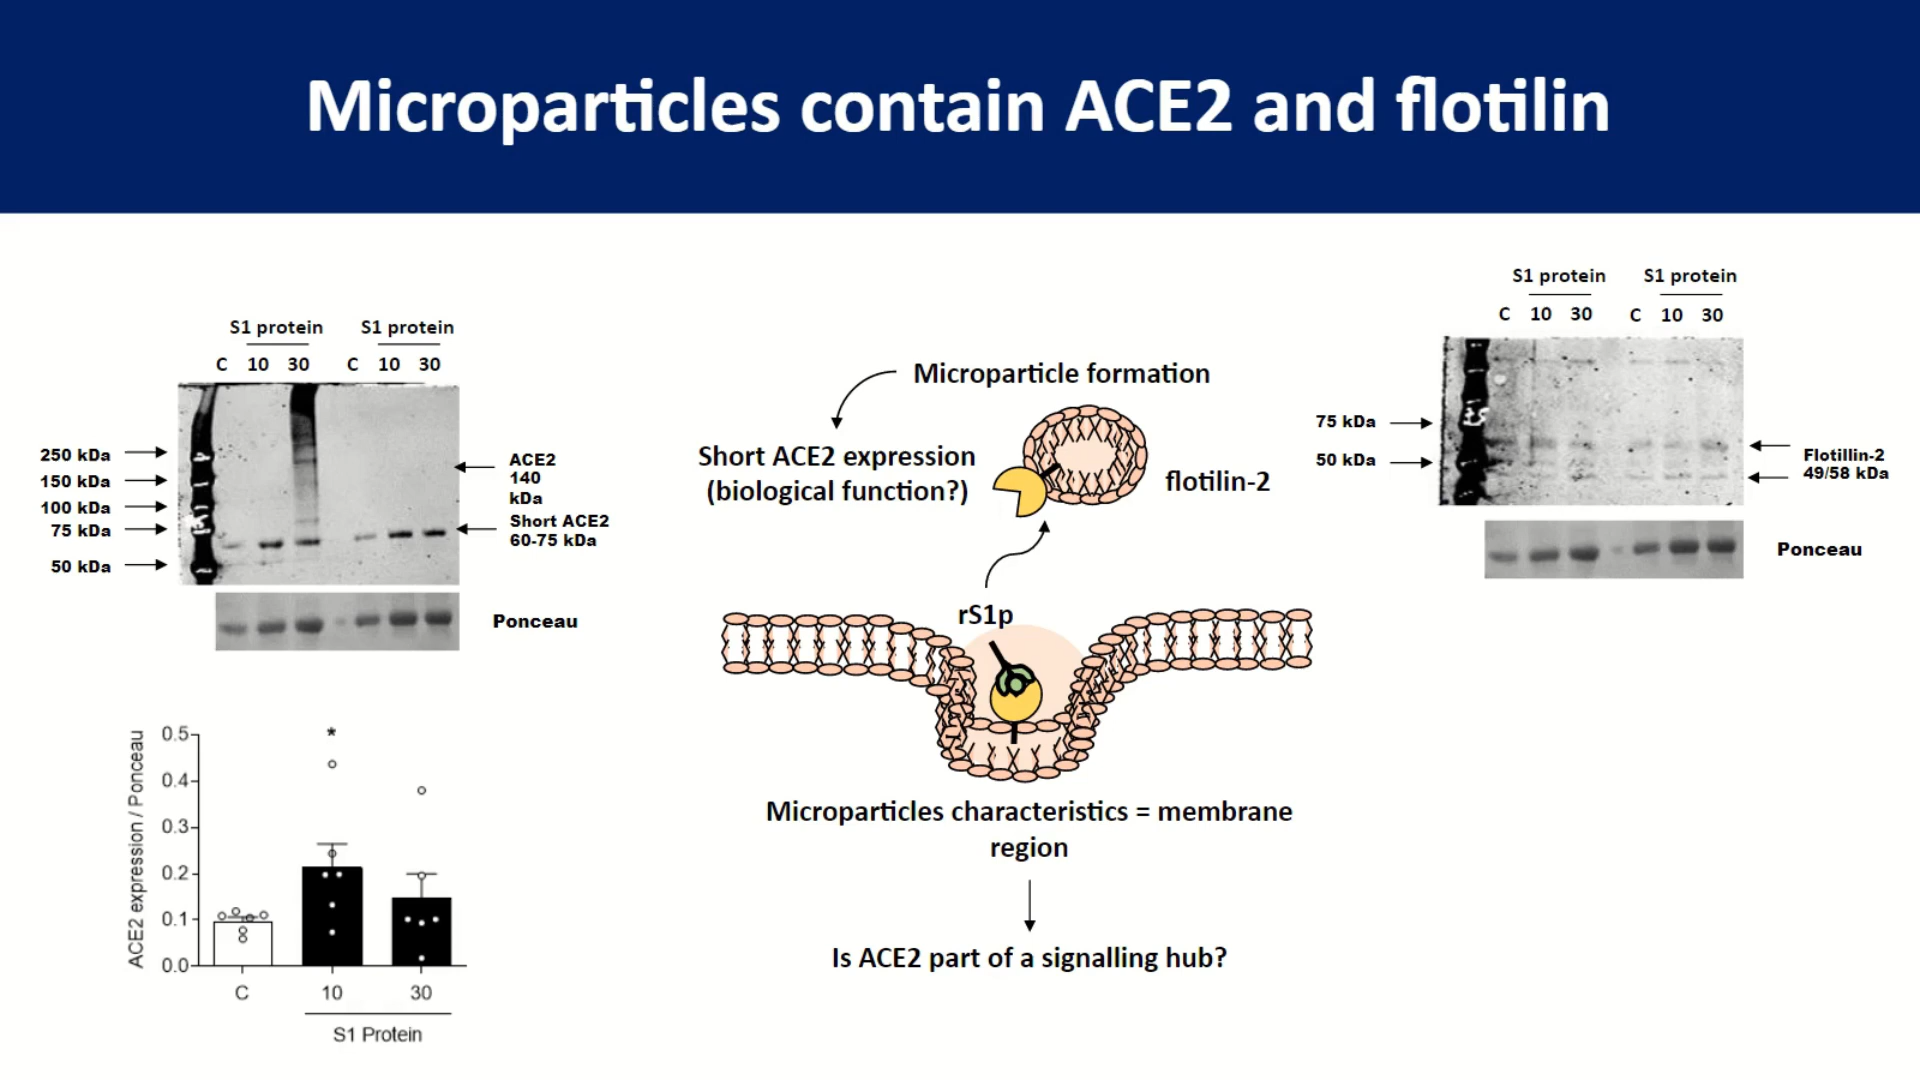 Microparticles contain ACE2 and flotilin
S1 protein S1 protein
C 10 30 C 10 30
250 kDa
150 kDa
100 kDa
75 kDa
50 kDa
ACE2
140
kDa
Short ACE2
60-75 kDa
Ponceau
ACE2 expression / Ponceau
0.5
0.4
0.3
0.2
0.1
0.0
*
C 10 30
S1 Protein
Microparticle formation
Short ACE2 expression
(biological function?)
flotilin-2
rS1p
Microparticles characteristics = membrane
region
Is ACE2 part of a signalling hub?
S1 protein S1 protein
C 10 30 C 10 30
75 kDa
50 kDa
Flotillin-2
49/58 kDa
Ponceau